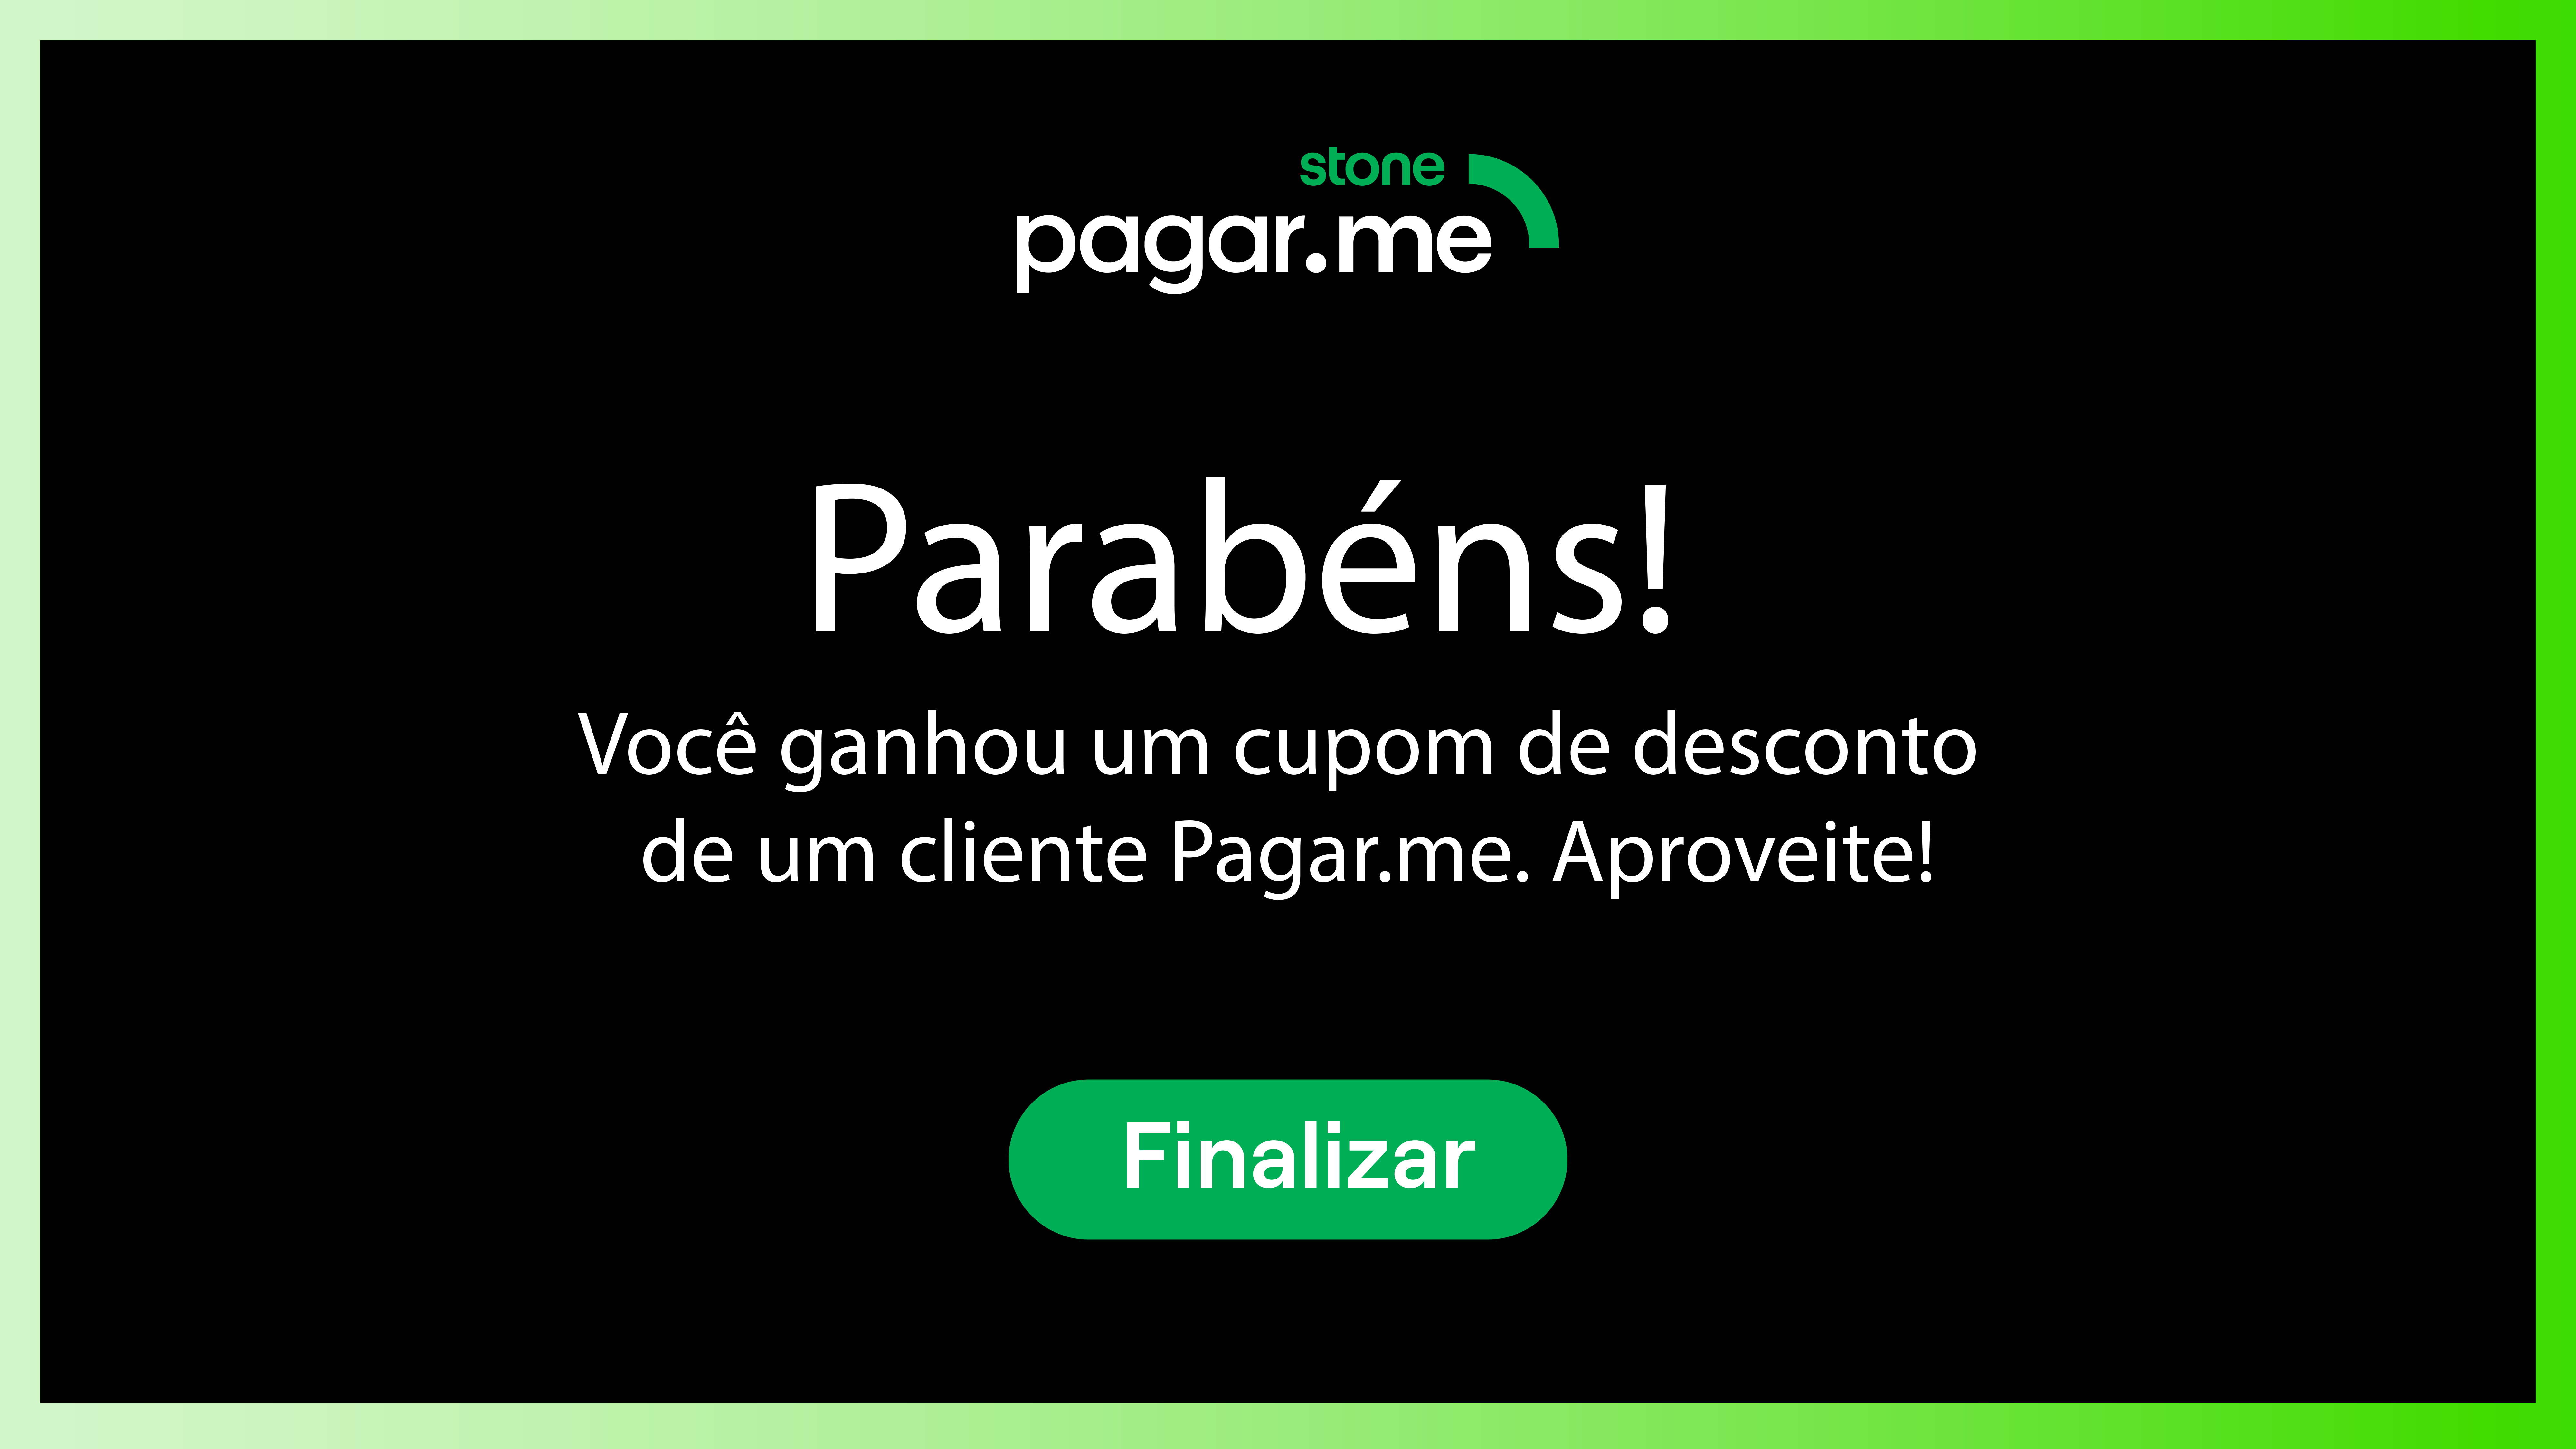 stone
pagar.me
Parabéns!
Você ganhou um cupom de desconto
de um cliente Pagar.me. Aproveite!
Finalizar